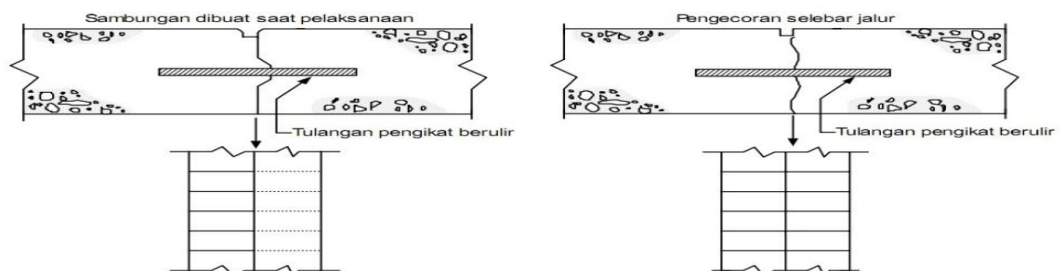 Sambungan dibuat saat pelaksanaan
Tulangan pengikat berulir
Pengecoran selebar jalur
Tulangan pengikat berulir